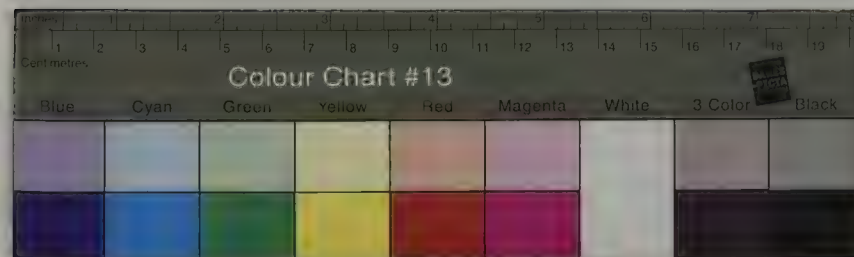 Inches 1 2 3 4 5 6 7 8
1 2 3 4 5 6 7 8 9 10 11 12 13 14 15 16 17 18 19
Centimetres
Colour Chart #13
Blue Cyan Green Yellow Red Magenta White 3 Color Black